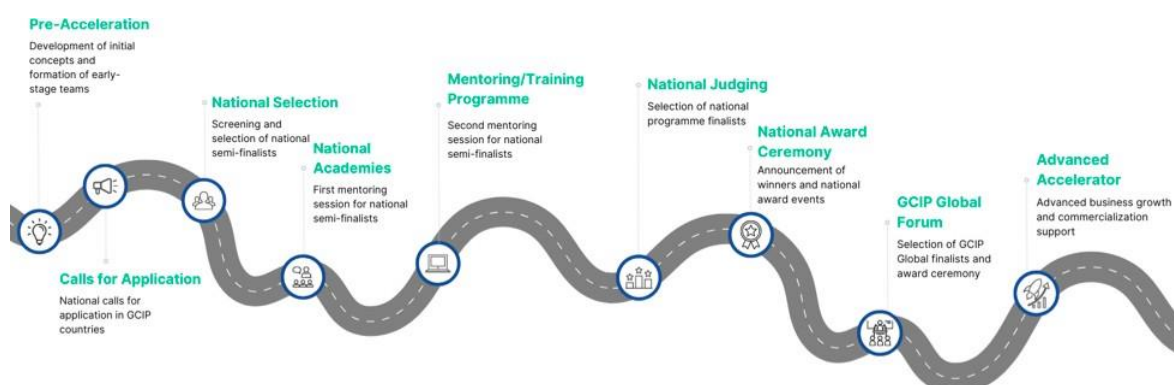 Pre-Acceleration
Development of initial
concepts and
formation of early-
stage teams
Calls for Application
National calls for
application in GCIP
countries
National Selection
Screening and
selection of national
semi-finalists
National
Academies
First mentoring
session for national
semi-finalists
Mentoring/Training
Programme
Second mentoring
session for national
semi-finalists
National Judging
Selection of national
programme finalists
National Award
Ceremony
Announcement of
winners and national
award events
GCIP Global
Forum
Selection of GCIP
Global finalists and
award ceremony
Advanced
Accelerator
Advanced business growth
and commercialization
support